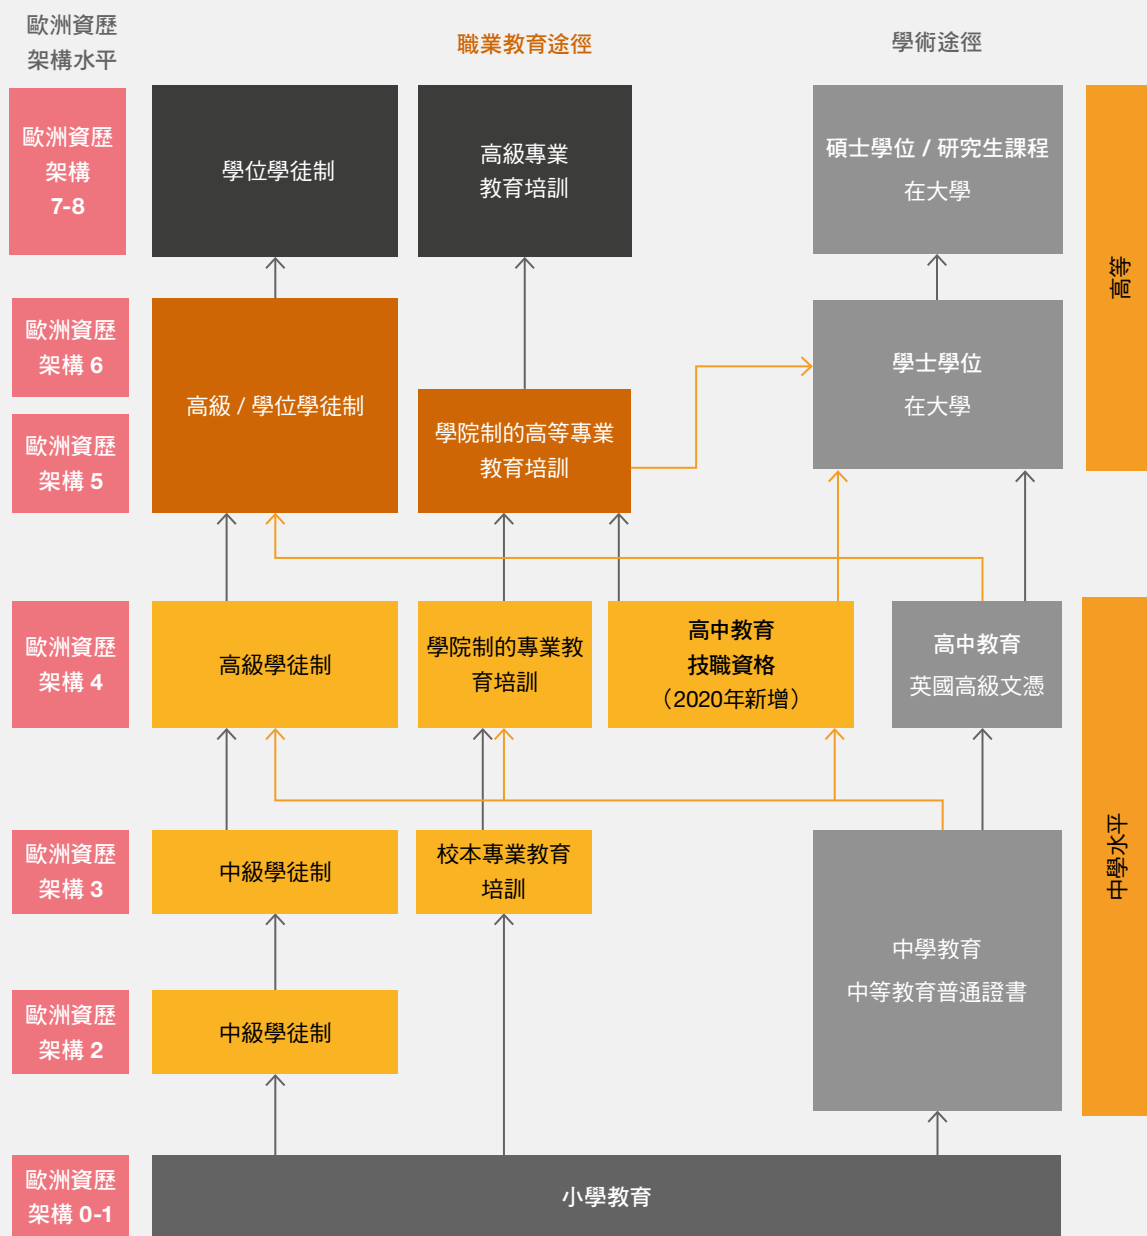 歐洲資歷
架構水平
職業教育途徑
學術途徑
歐洲資歷
架構
7-8
學位學徒制
高級專業
教育培訓
碩士學位 / 研究生課程
在大學
高等
歐洲資歷
架構 6
高級 / 學位學徒制
學士學位
在大學
歐洲資歷
架構 5
學院制的高等專業
教育培訓
歐洲資歷
架構 4
高級學徒制
學院制的專業教
育培訓
高中教育
技職資格
（2020年新增）
高中教育
英國高級文憑
中學水平
歐洲資歷
架構 3
中級學徒制
校本專業教育
培訓
中學教育
中等教育普通證書
歐洲資歷
架構 2
中級學徒制
歐洲資歷
架構 0-1
小學教育